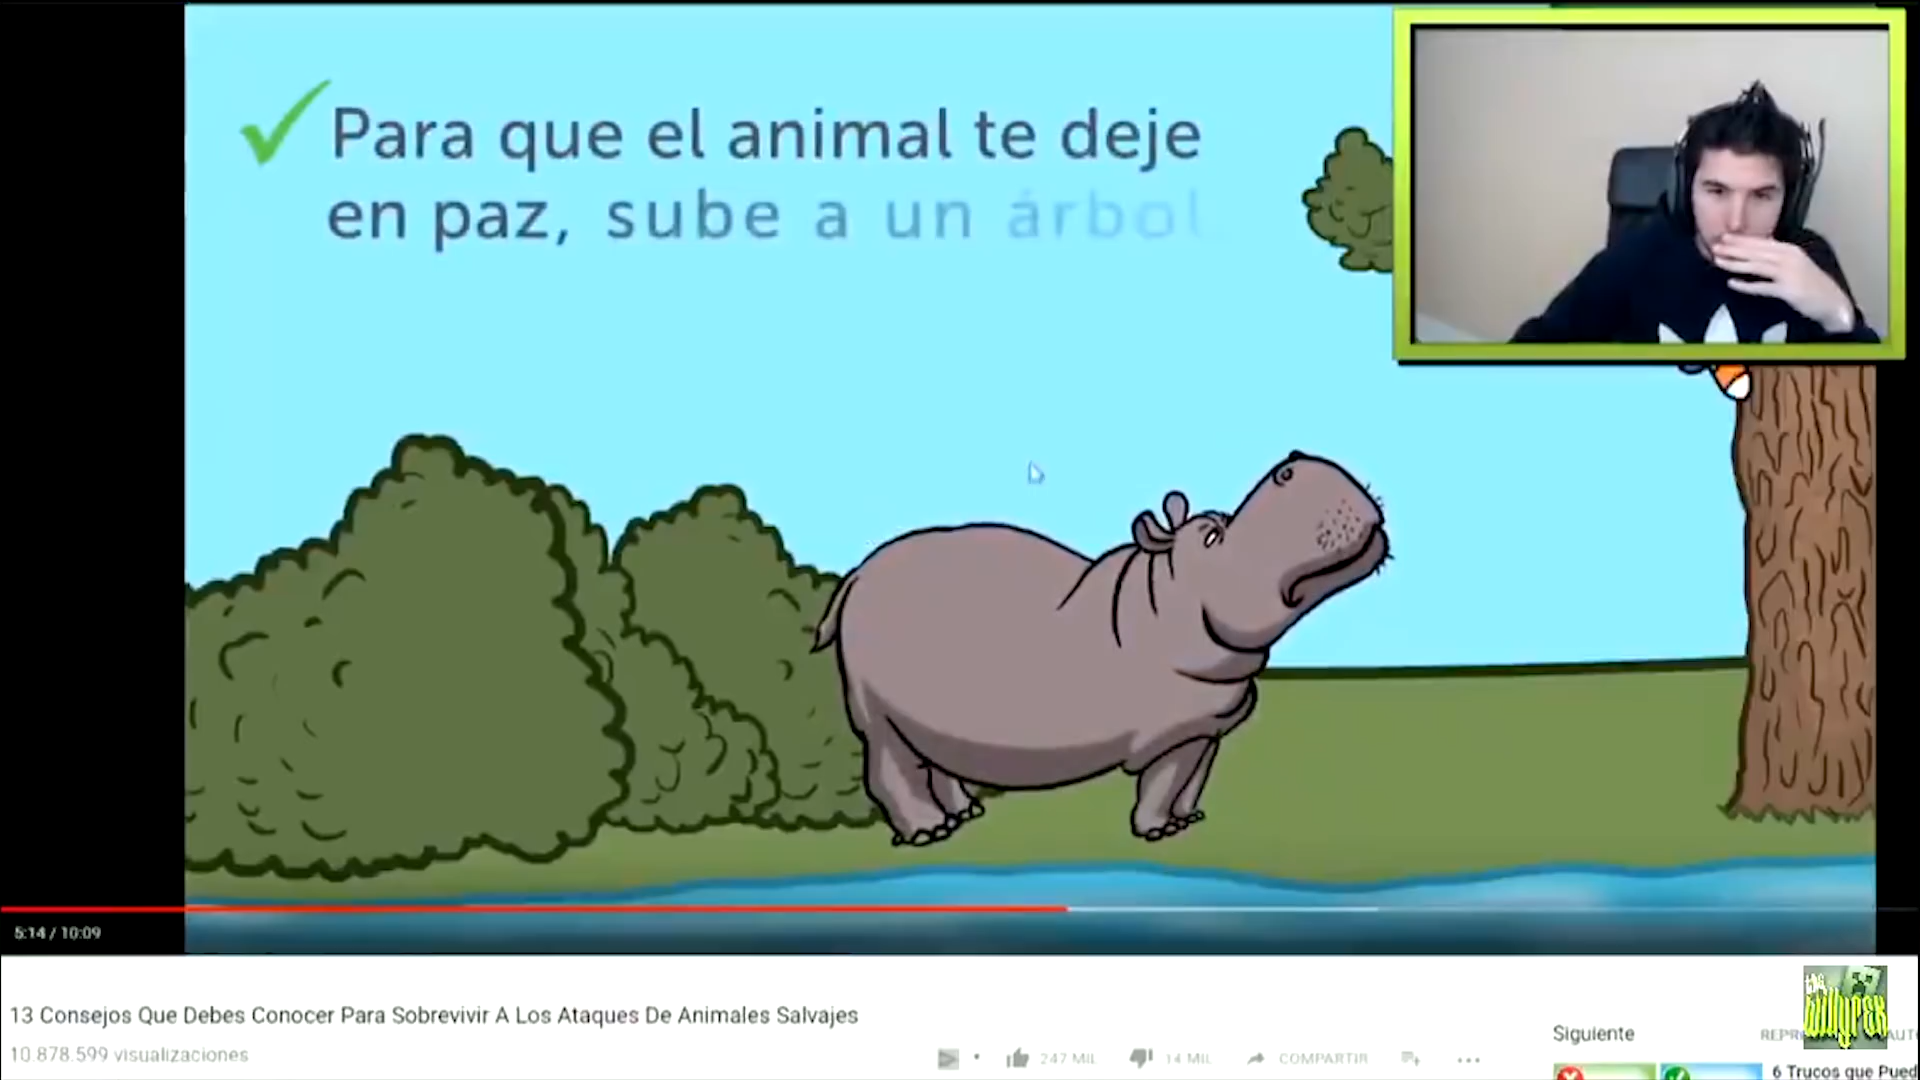 Para que el animal te deje
en paz, sube a un árbol
5:14 / 10:09
13 Consejos Que Debes Conocer Para Sobrevivir A Los Ataques De Animales Salvajes
10.878.599 visualizaciones
247 MIL
14 MIL
COMPARTIR
Siguiente
the
willyrex
6 Trucos que Pued